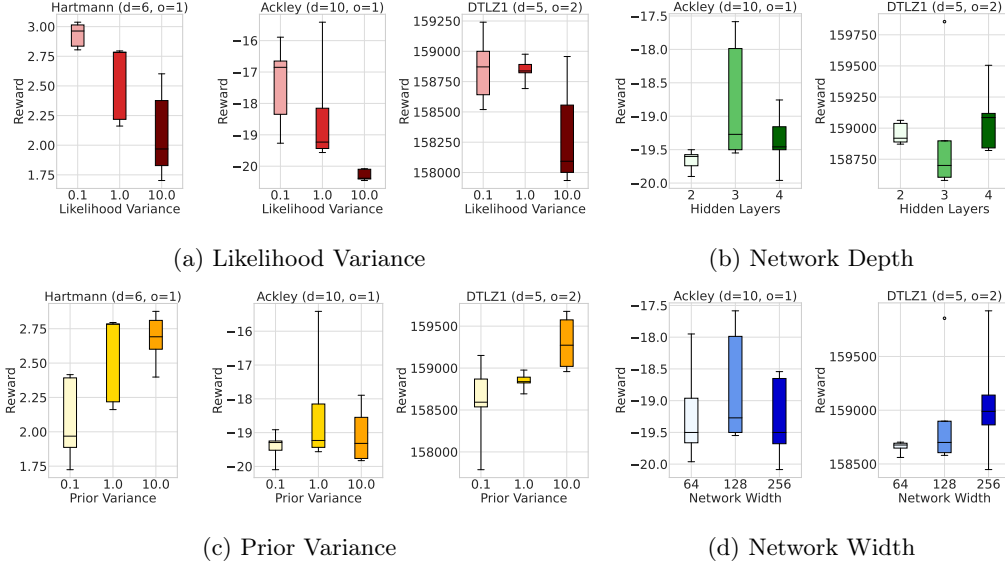 Hartmann (d=6, o=1)
Reward
3.00
2.75
2.50
2.25
2.00
1.75
0.1 1.0 10.0
Likelihood Variance
Ackley (d=10, o=1)
Reward
−16
−17
−18
−19
−20
0.1 1.0 10.0
Likelihood Variance
DTLZ1 (d=5, o=2)
Reward
159250
159000
158750
158500
158250
158000
0.1 1.0 10.0
Likelihood Variance
(a) Likelihood Variance
Ackley (d=10, o=1)
Reward
−17.5
−18.0
−18.5
−19.0
−19.5
−20.0
2 3 4
Hidden Layers
DTLZ1 (d=5, o=2)
Reward
159750
159500
159250
159000
158750
2 3 4
Hidden Layers
(b) Network Depth
Hartmann (d=6, o=1)
Reward
2.75
2.50
2.25
2.00
1.75
0.1 1.0 10.0
Prior Variance
Ackley (d=10, o=1)
Reward
−16
−17
−18
−19
−20
0.1 1.0 10.0
Prior Variance
DTLZ1 (d=5, o=2)
Reward
159500
159000
158500
158000
0.1 1.0 10.0
Prior Variance
(c) Prior Variance
Ackley (d=10, o=1)
Reward
−17.5
−18.0
−18.5
−19.0
−19.5
−20.0
64 128 256
Network Width
DTLZ1 (d=5, o=2)
Reward
159500
159000
158500
64 128 256
Network Width
(d) Network Width